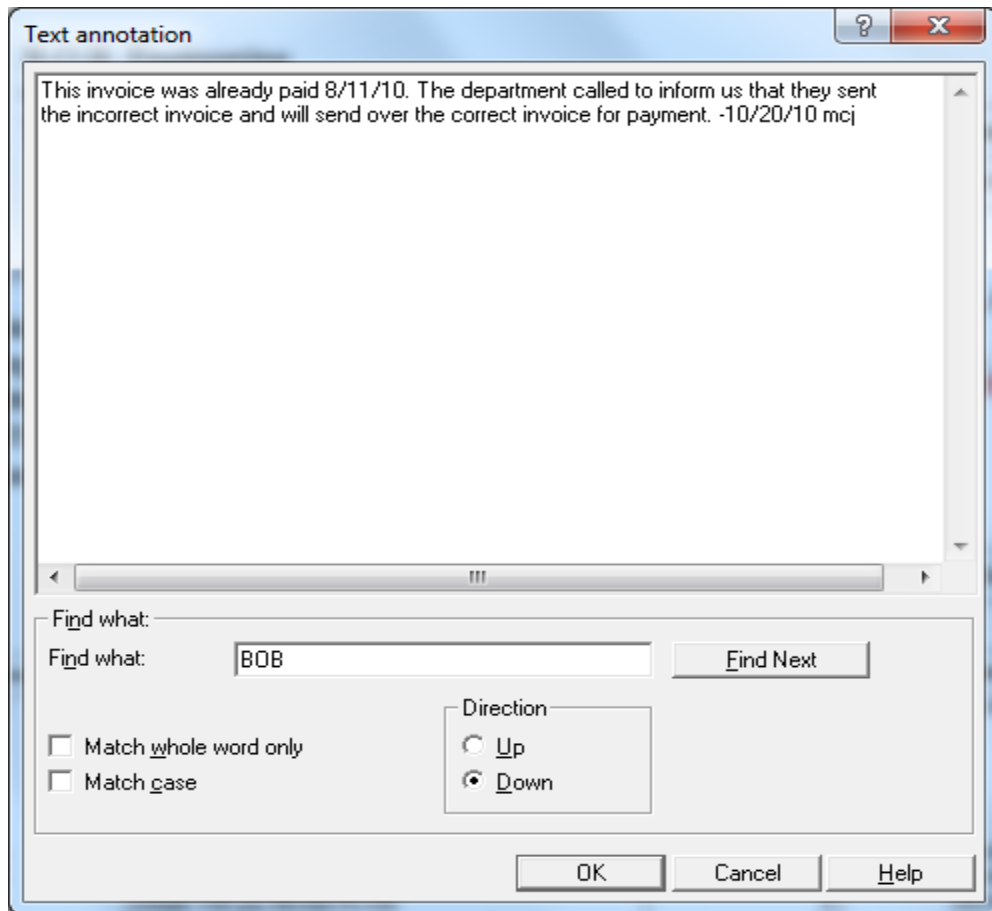 Text annotation
This invoice was already paid 8/11/10. The department called to inform us that they sent
the incorrect invoice and will send over the correct invoice for payment. -10/20/10 mcj
Find what:
Find what: BOB Find Next
Direction
Match whole word only Up
Match case Down
OK Cancel Help